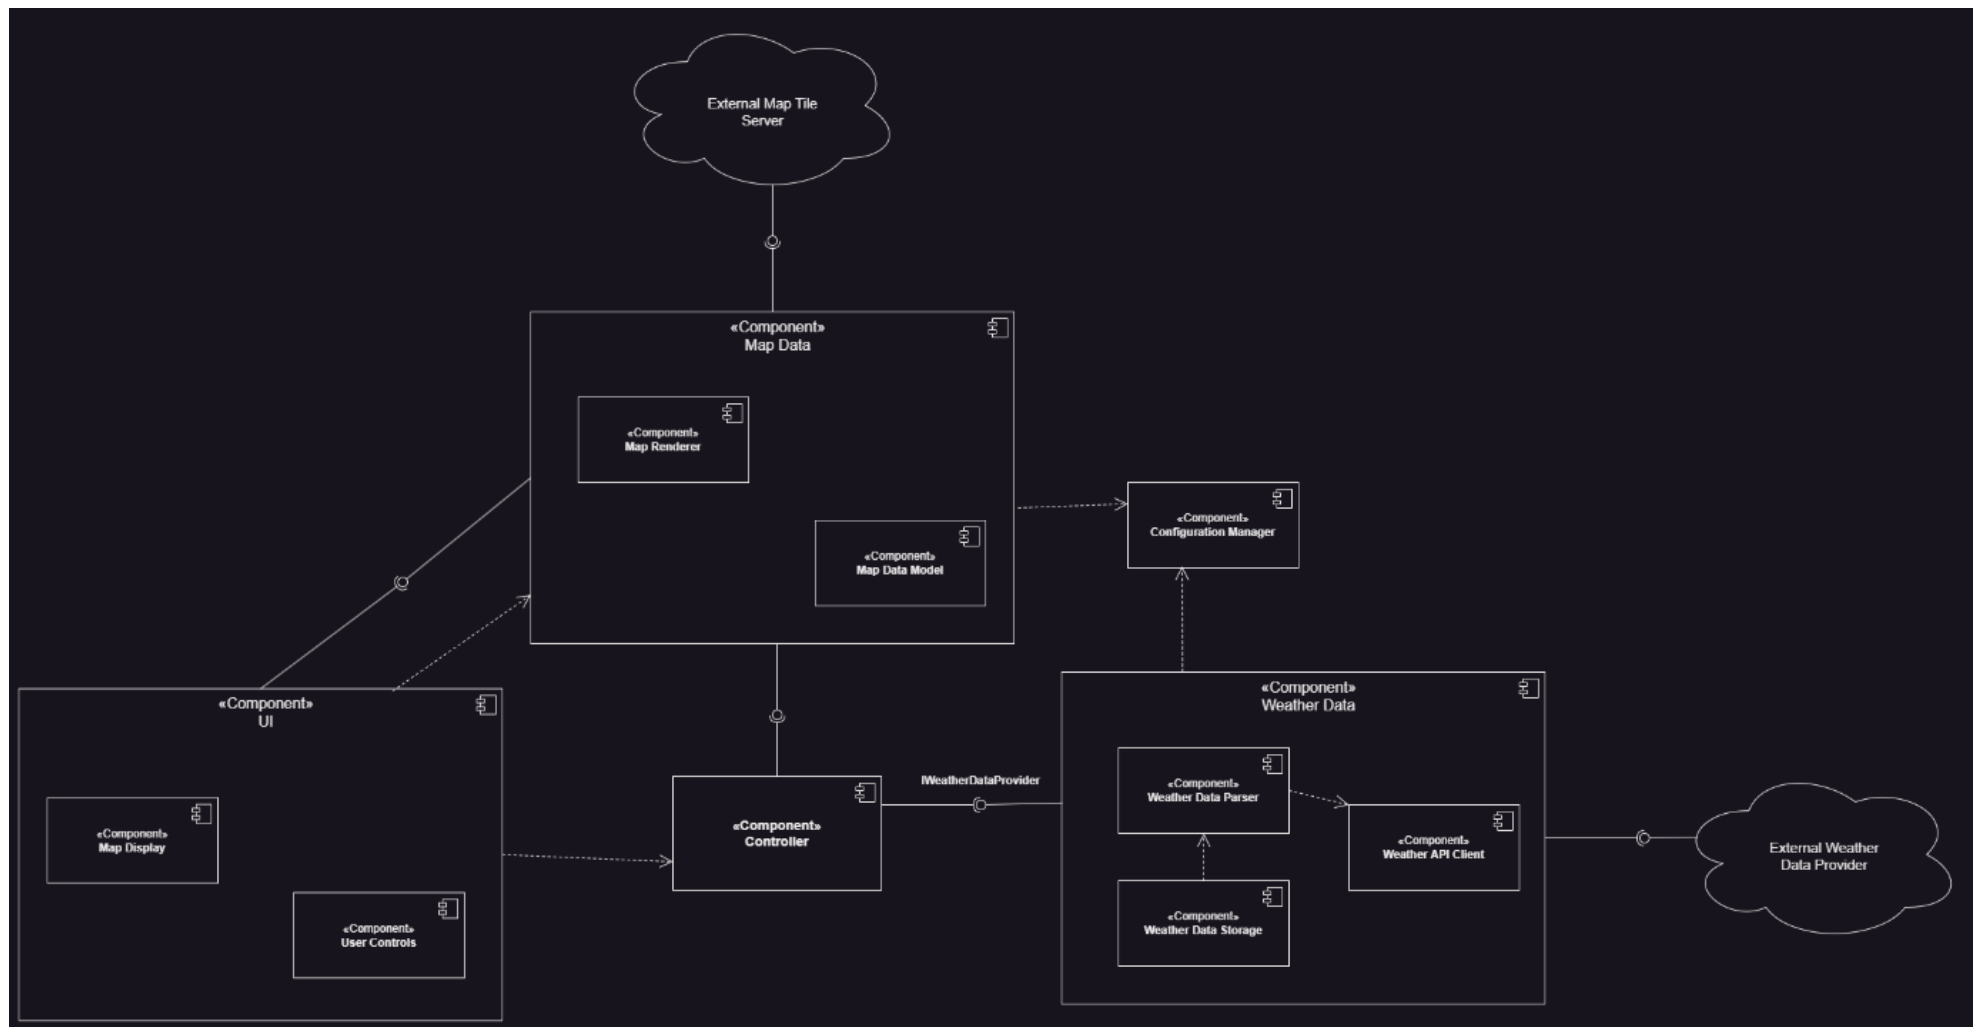 External Map Tile
Server
«Component»
Map Data
«Component»
Map Renderer
«Component»
Map Data Model
«Component»
Configuration Manager
«Component»
UI
«Component»
Map Display
«Component»
User Controls
«Component»
Controller
IWeatherDataProvider
«Component»
Weather Data
«Component»
Weather Data Parser
«Component»
Weather API Client
«Component»
Weather Data Storage
External Weather
Data Provider